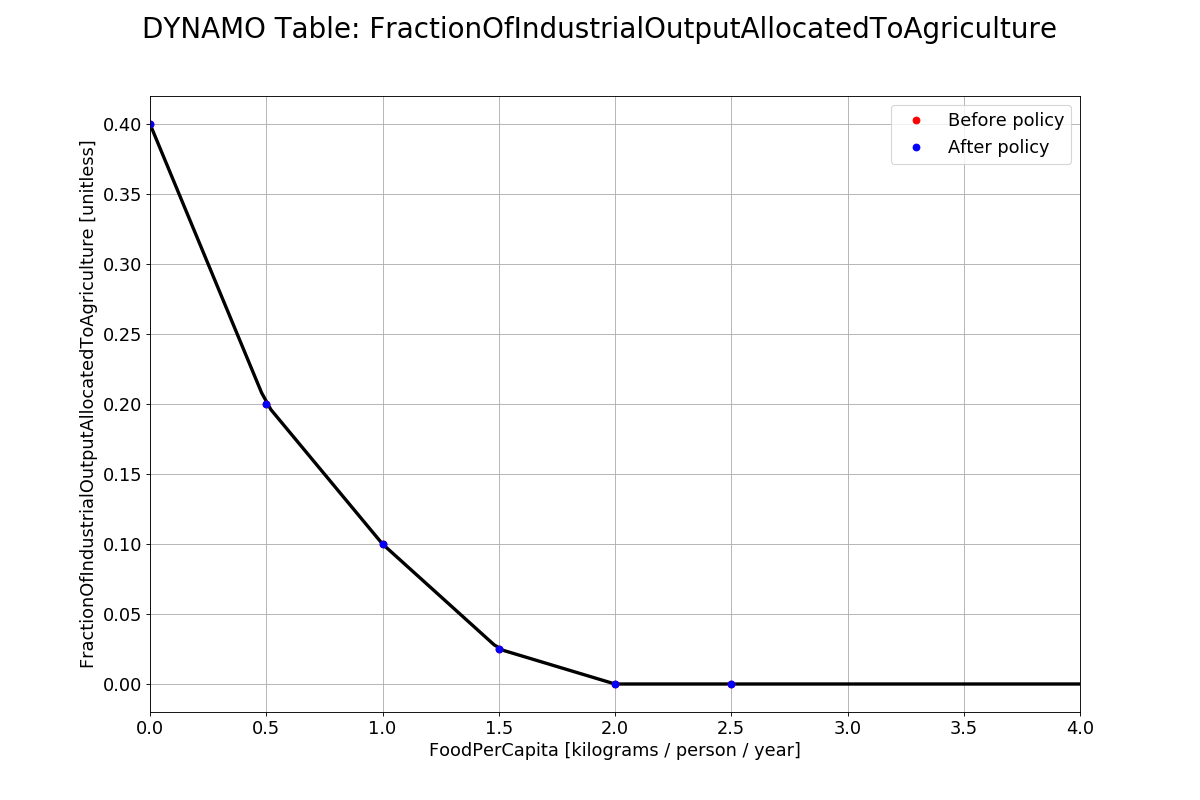 DYNAMO Table: FractionOfIndustrialOutputAllocatedToAgriculture
Before policy
After policy
FractionOfIndustrialOutputAllocatedToAgriculture [unitless]
0.40
0.35
0.30
0.25
0.20
0.15
0.10
0.05
0.00
0.0 0.5 1.0 1.5 2.0 2.5 3.0 3.5 4.0
FoodPerCapita [kilograms / person / year]